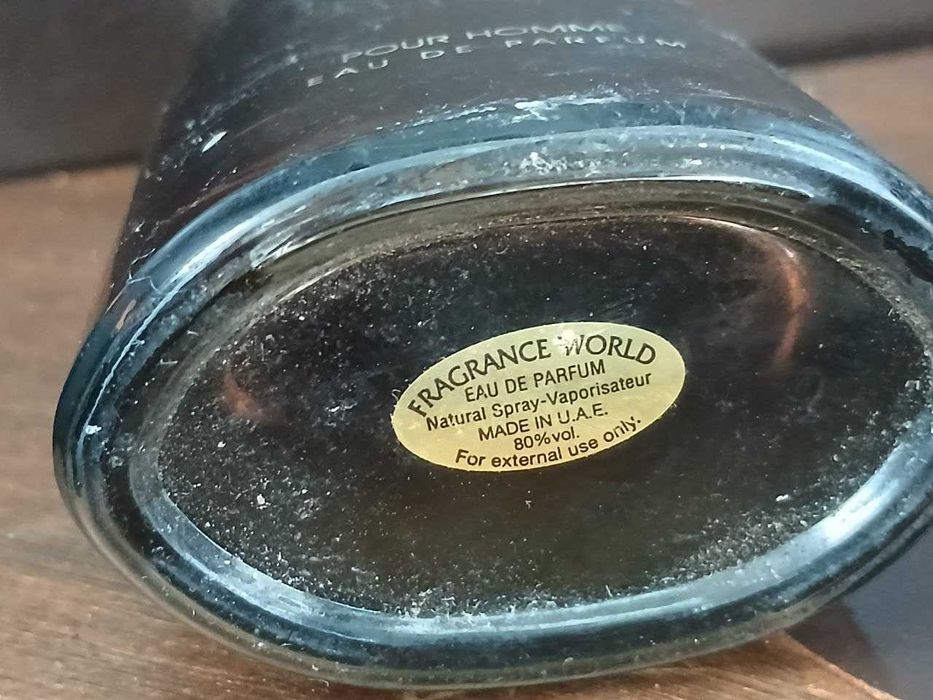 POUR HOMME
EAU DE PARFUM
FRAGRANCE WORLD
EAU DE PARFUM
Natural Spray-Vaporisateur
MADE IN U.A.E.
80%vol.
For external use only.